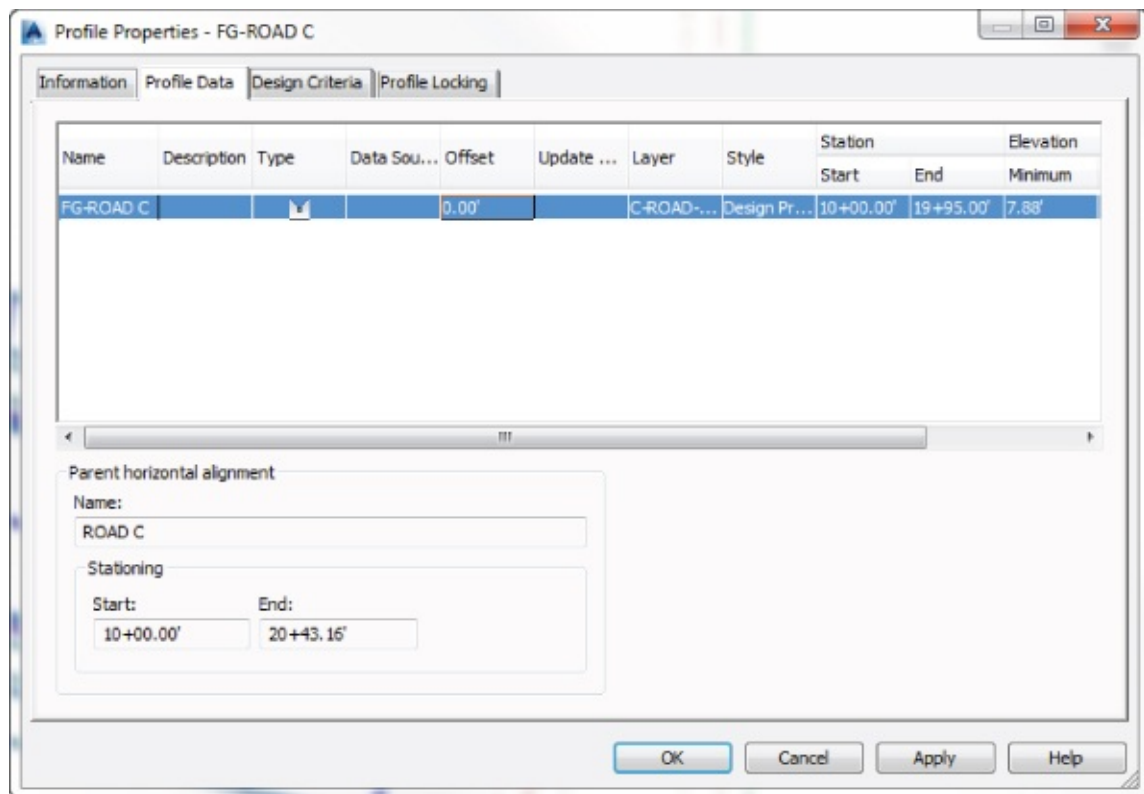 Profile Properties - FG-ROAD C
Information Profile Data Design Criteria Profile Locking
Name Description Type Data Sou... Offset Update ... Layer Style Station Elevation
Start End Minimum
FG-ROAD C 0.00' C-ROAD-... Design Pr... 10+00.00' 19+95.00' 7.88'
Parent horizontal alignment
Name:
ROAD C
Stationing
Start: End:
10+00.00' 20+43.16'
OK Cancel Apply Help